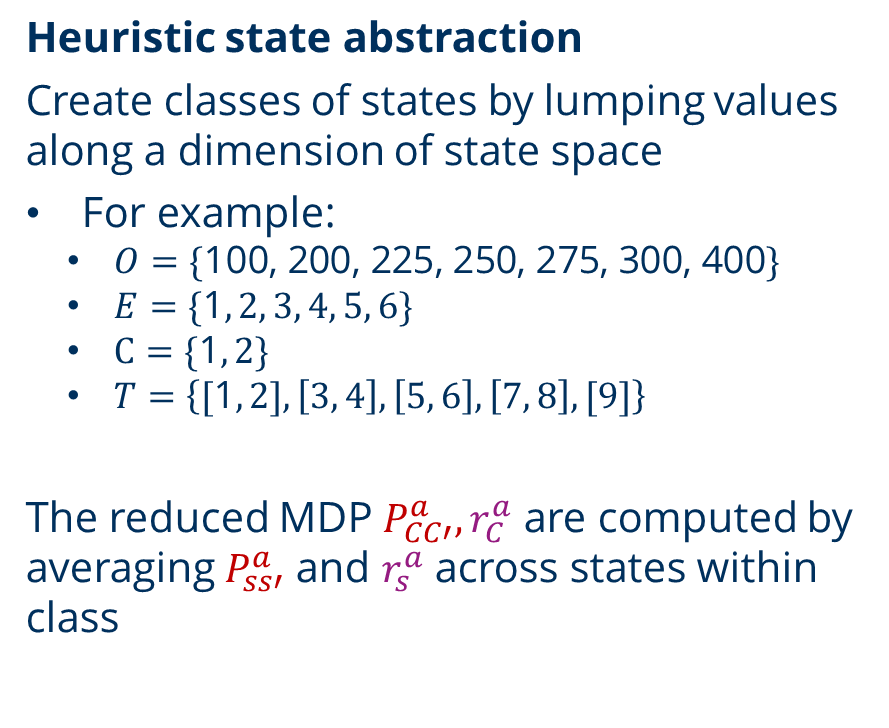 Heuristic state abstraction
Create classes of states by lumping values
along a dimension of state space
• For example:
• O = {100, 200, 225, 250, 275, 300, 400}
• E = {1, 2, 3, 4, 5, 6}
• C = {1, 2}
• T = {[1, 2], [3, 4], [5, 6], [7, 8], [9]}
The reduced MDP P^a_{CC′}, r^a_C are computed by
averaging P^a_{ss′} and r^a_s across states within
class